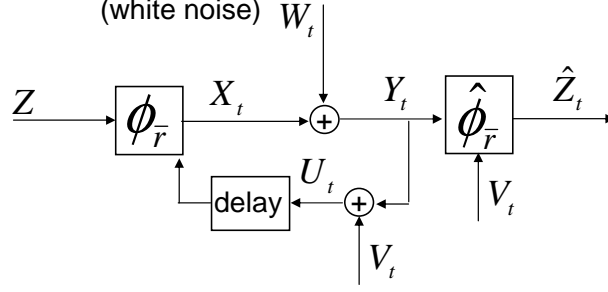 (white noise)
W_t
Z
ϕ_r̄
X_t
+
Y_t
ϕ̂_r̄
Ẑ_t
U_t
delay
+
V_t
V_t